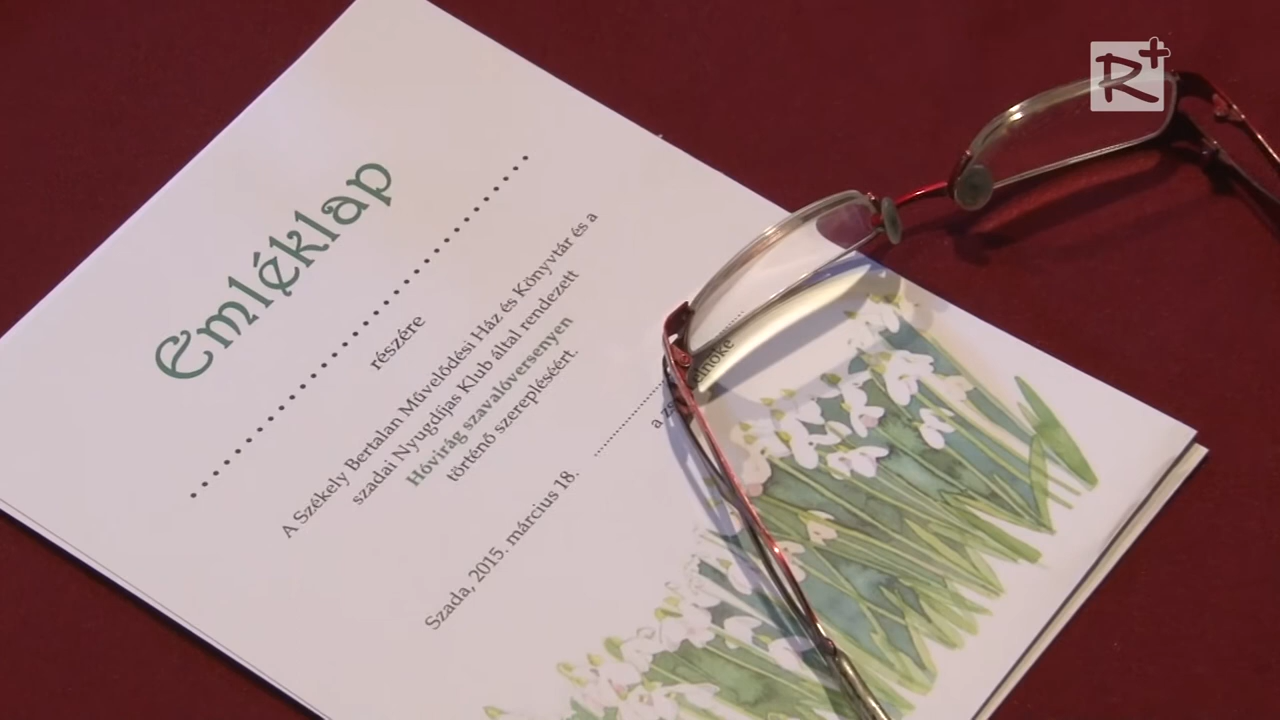 Emléklap
részére
A Székely Bertalan Művelődési Ház és Könyvtár és a
szadai Nyugdíjas Klub által rendezett
Hóvirág szavalóversenyen
történő szerepléséért.
Szada, 2015. március 18.
a
R+